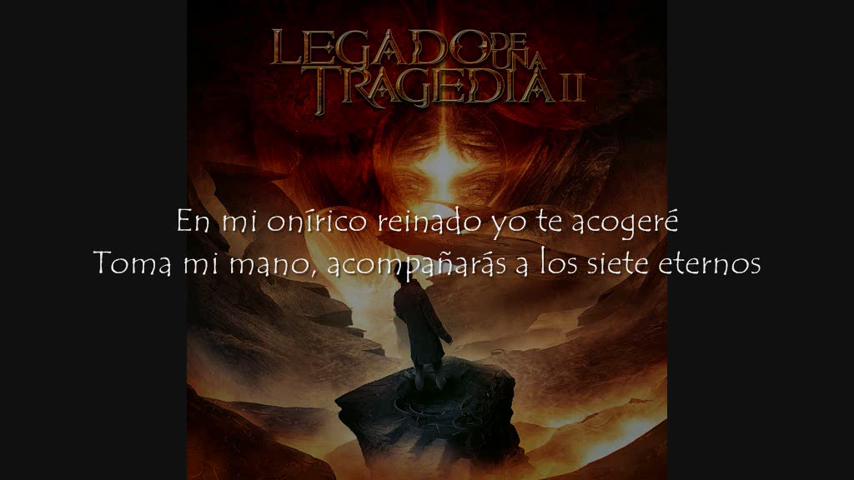 LEGADO DE UNA
TRAGEDIA II
En mi onírico reinado yo te acogeré
Toma mi mano, acompañarás a los siete eternos